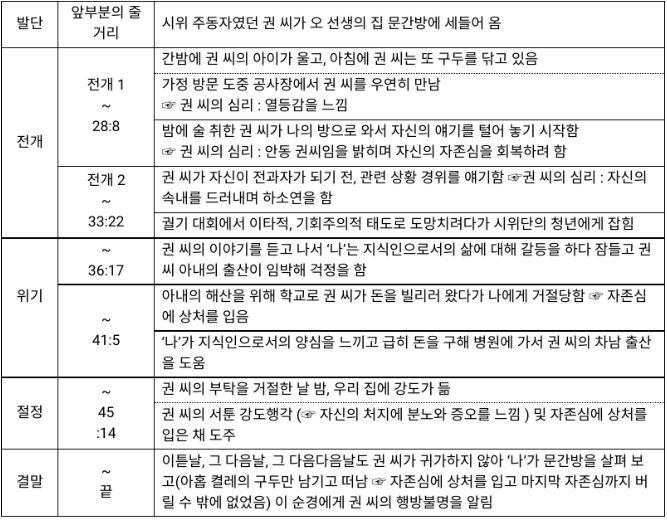 발단
앞부분의 줄
거리
시위 주동자였던 권 씨가 오 선생의 집 문간방에 세들어 옴
전개
전개 1
~
28:8
간밤에 권 씨의 아이가 울고, 아침에 권 씨는 또 구두를 닦고 있음
가정 방문 도중 공사장에서 권 씨를 우연히 만남
☞ 권 씨의 심리 : 열등감을 느낌
밤에 술 취한 권 씨가 나의 방으로 와서 자신의 얘기를 털어 놓기 시작함
☞ 권 씨의 심리 : 안동 권씨임을 밝히며 자신의 자존심을 회복하려 함
전개 2
~
33:22
권 씨가 자신이 전과자가 되기 전, 관련 상황 경위를 얘기함 ☞권 씨의 심리 : 자신의
속내를 드러내며 하소연을 함
궐기 대회에서 이타적, 기회주의적 태도로 도망치려다가 시위단의 청년에게 잡힘
위기
~
36:17
권 씨의 이야기를 듣고 나서 ‘나’는 지식인으로서의 삶에 대해 갈등을 하다 잠들고 권
씨 아내의 출산이 임박해 걱정을 함
~
41:5
아내의 해산을 위해 학교로 권 씨가 돈을 빌리러 왔다가 나에게 거절당함 ☞ 자존심
에 상처를 입음
‘나’가 지식인으로서의 양심을 느끼고 급히 돈을 구해 병원에 가서 권 씨의 차남 출산
을 도움
절정
~
45
:14
권 씨의 부탁을 거절한 날 밤, 우리 집에 강도가 듦
권 씨의 서툰 강도행각 (☞ 자신의 처지에 분노와 증오를 느낌 ) 및 자존심에 상처를
입은 채 도주
결말
~
끝
이튿날, 그 다음날, 그 다음다음날도 권 씨가 귀가하지 않아 ‘나’가 문간방을 살펴 보
고(아홉 켤레의 구두만 남기고 떠남 ☞ 자존심에 상처를 입고 마지막 자존심까지 버
릴 수 밖에 없었음) 이 순경에게 권 씨의 행방불명을 알림